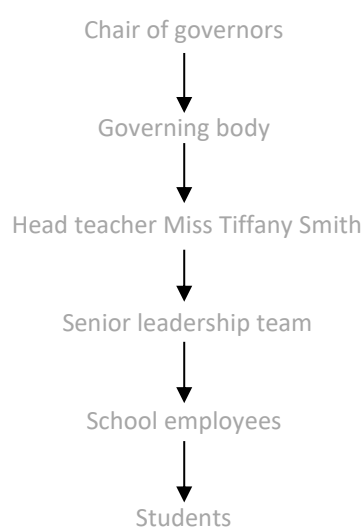 Chair of governors
Governing body
Head teacher Miss Tiffany Smith
Senior leadership team
School employees
Students